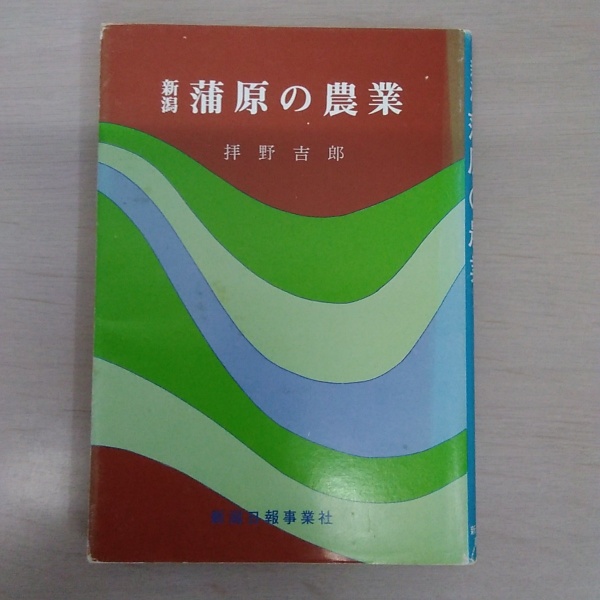 新潟 蒲原の農業
拝野吉郎
新潟日報事業社